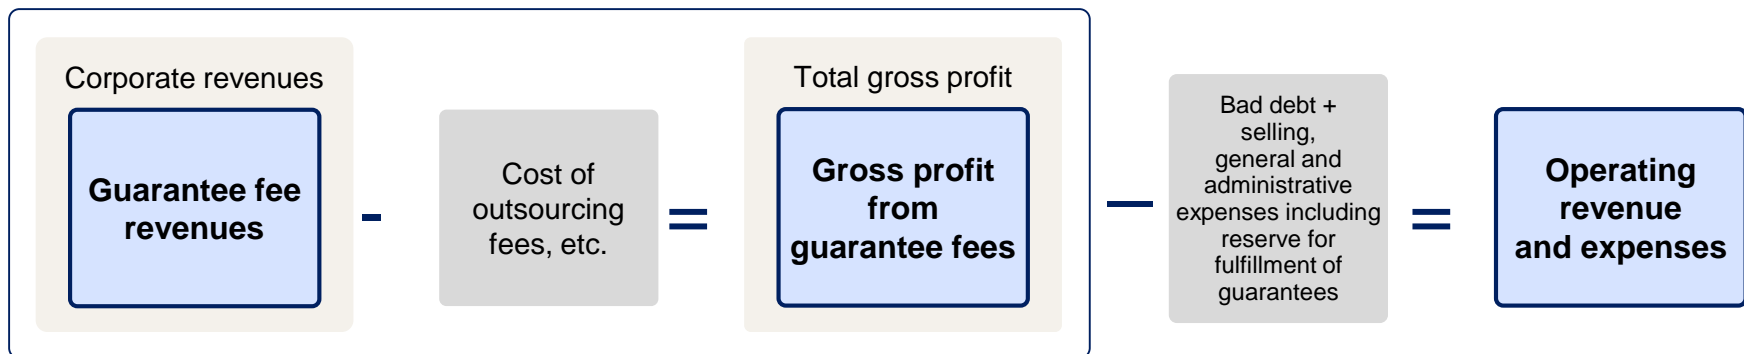 Corporate revenues
Guarantee fee
revenues
-
Cost of
outsourcing
fees, etc.
=
Total gross profit
Gross profit
from
guarantee fees
—
Bad debt +
selling,
general and
administrative
expenses including
reserve for
fulfillment of
guarantees
=
Operating
revenue
and expenses